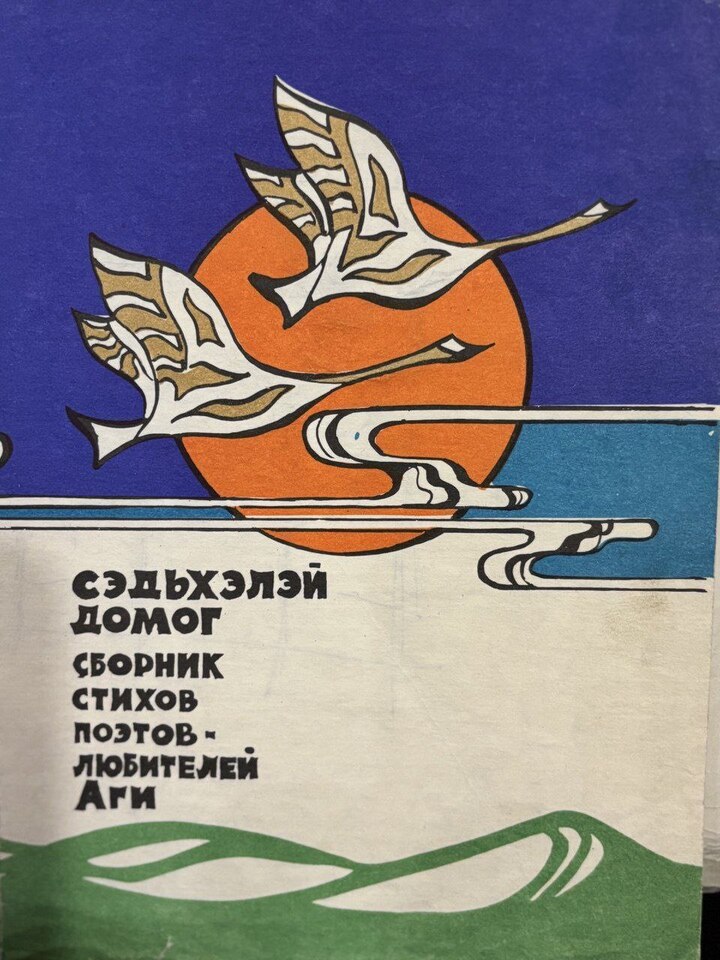 СЭДЬХЭЛЭЙ
ДОМОГ
СБОРНИК
СТИХОВ
ПОЭТОВ-
ЛЮБИТЕЛЕЙ
АГИ